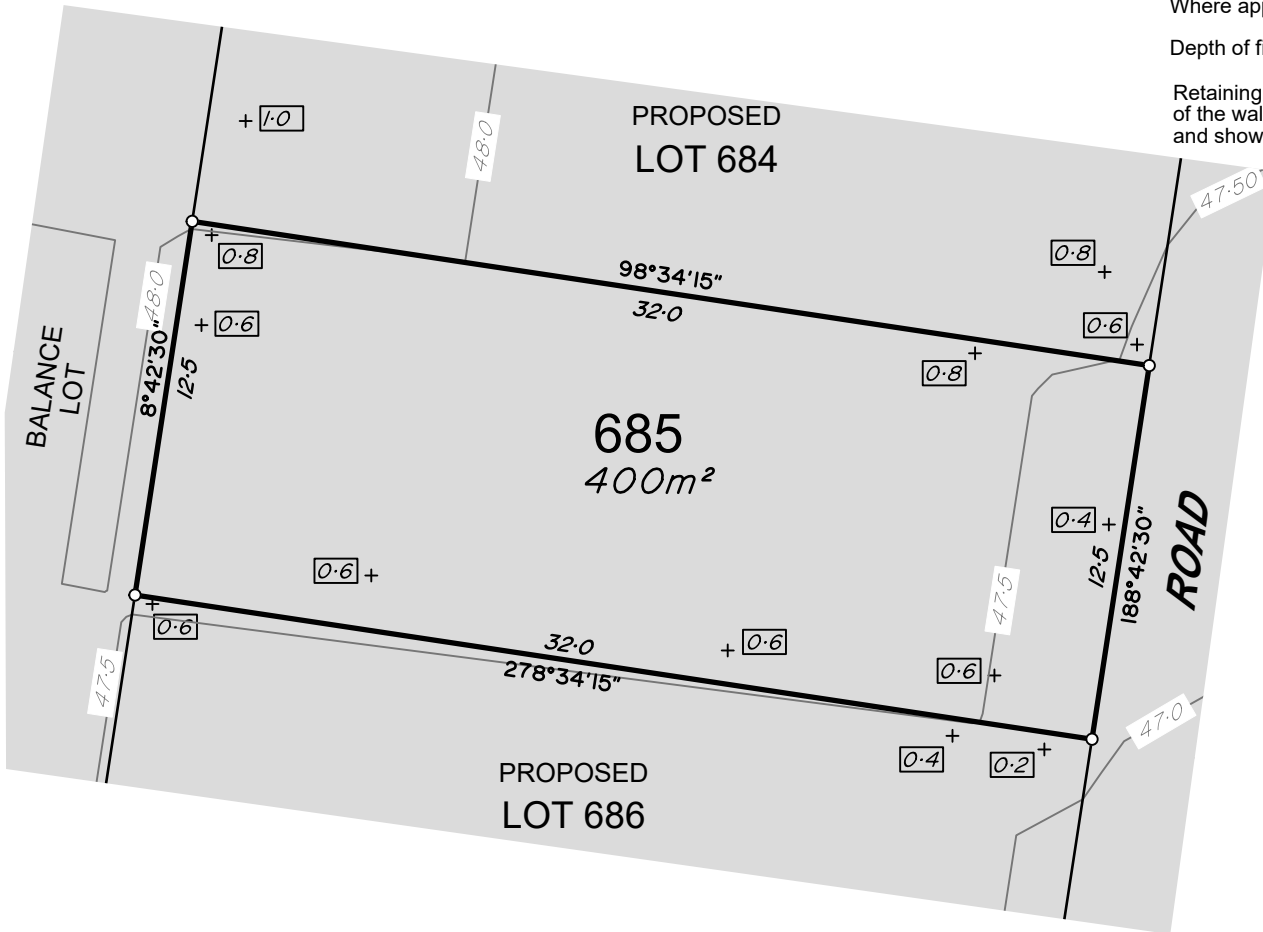 Where app
Depth of fi
Retaining
of the wal
and show
PROPOSED
LOT 684
1·0
48·0
47·50
0·8
0·8
98°34'15"
32·0
48·0
0·6
0·6
0·8
BALANCE
LOT
8°42'30"
12·5
685
400m²
0·4
12·5
188°42'30"
ROAD
0·6
47·5
0·6
32·0
278°34'15"
0·6
0·6
47·5
47·0
0·4
0·2
PROPOSED
LOT 686